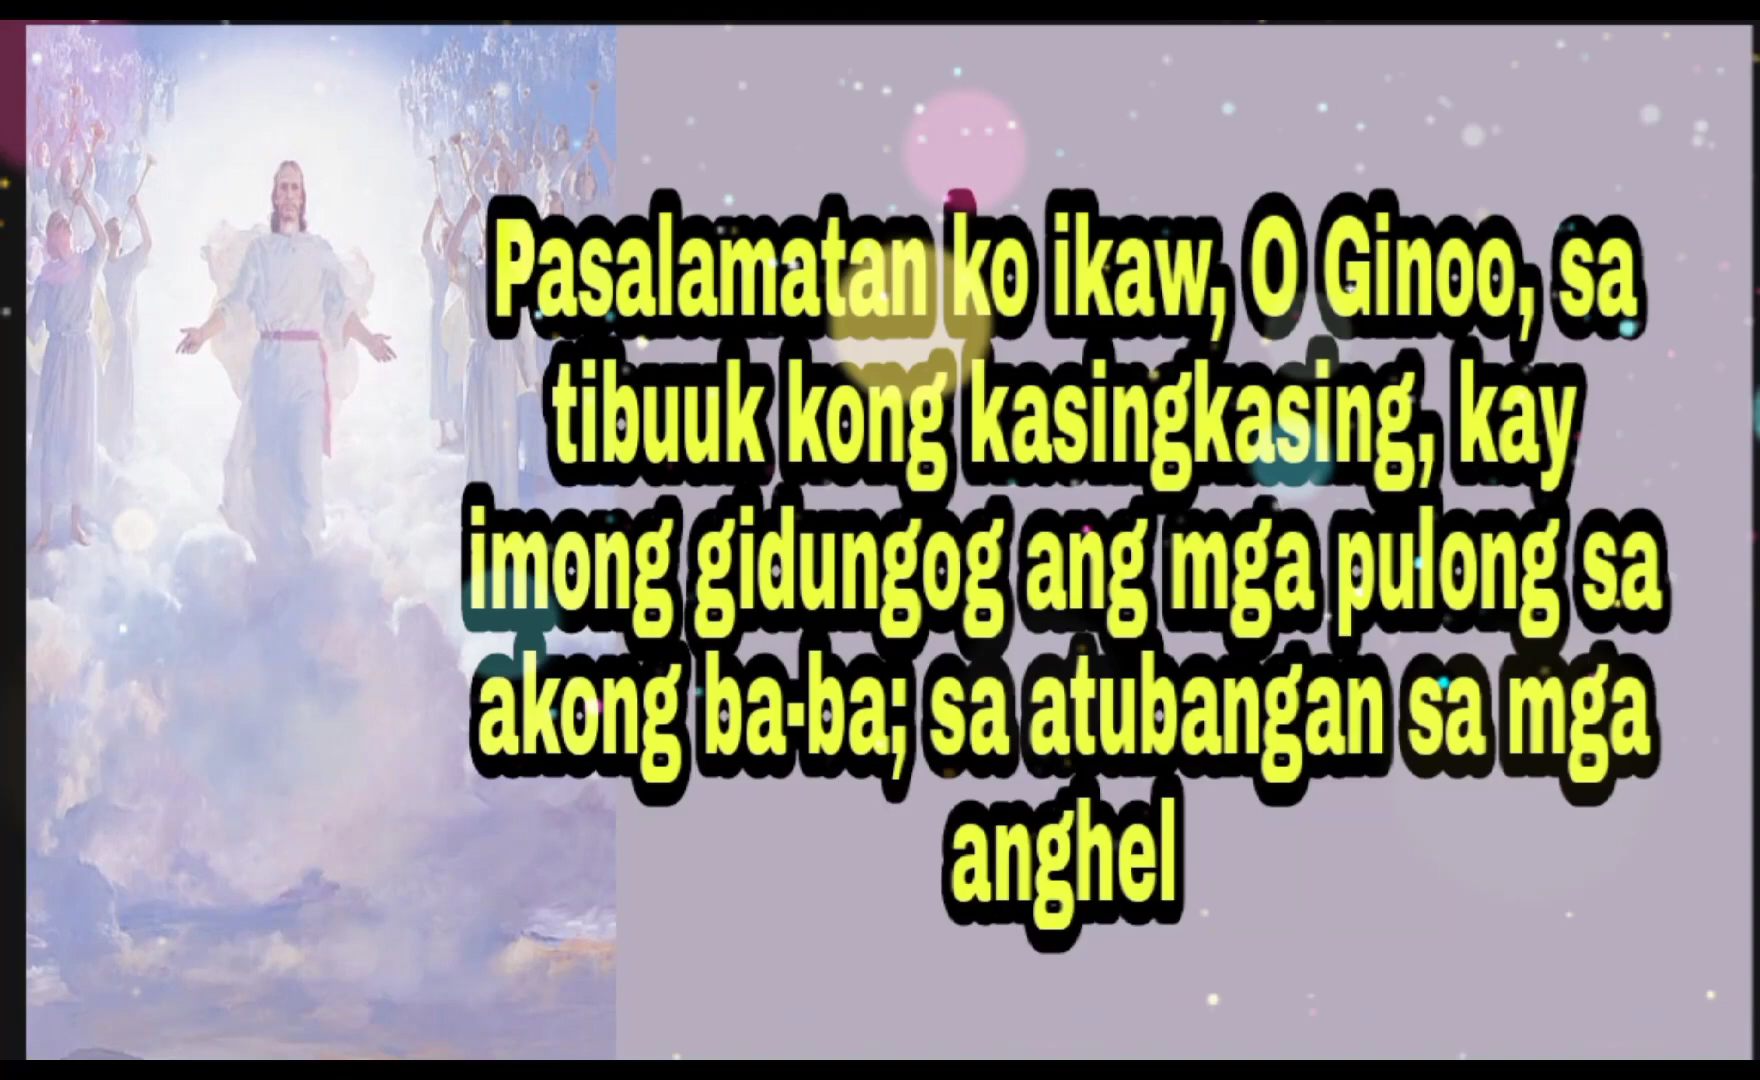 Pasalamatan ko ikaw, O Ginoo, sa
tibuuk kong kasingkasing, kay
imong gidungog ang mga pulong sa
akong ba-ba; sa atubangan sa mga
anghel